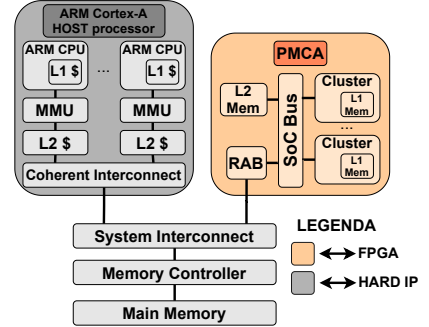 ARM Cortex-A
HOST processor
ARM CPU
L1 $
...
ARM CPU
L1 $
MMU
MMU
L2 $
L2 $
Coherent Interconnect
PMCA
L2
Mem
SoC Bus
Cluster
L1
Mem
...
Cluster
L1
Mem
RAB
System Interconnect
Memory Controller
Main Memory
LEGENDA
FPGA
HARD IP